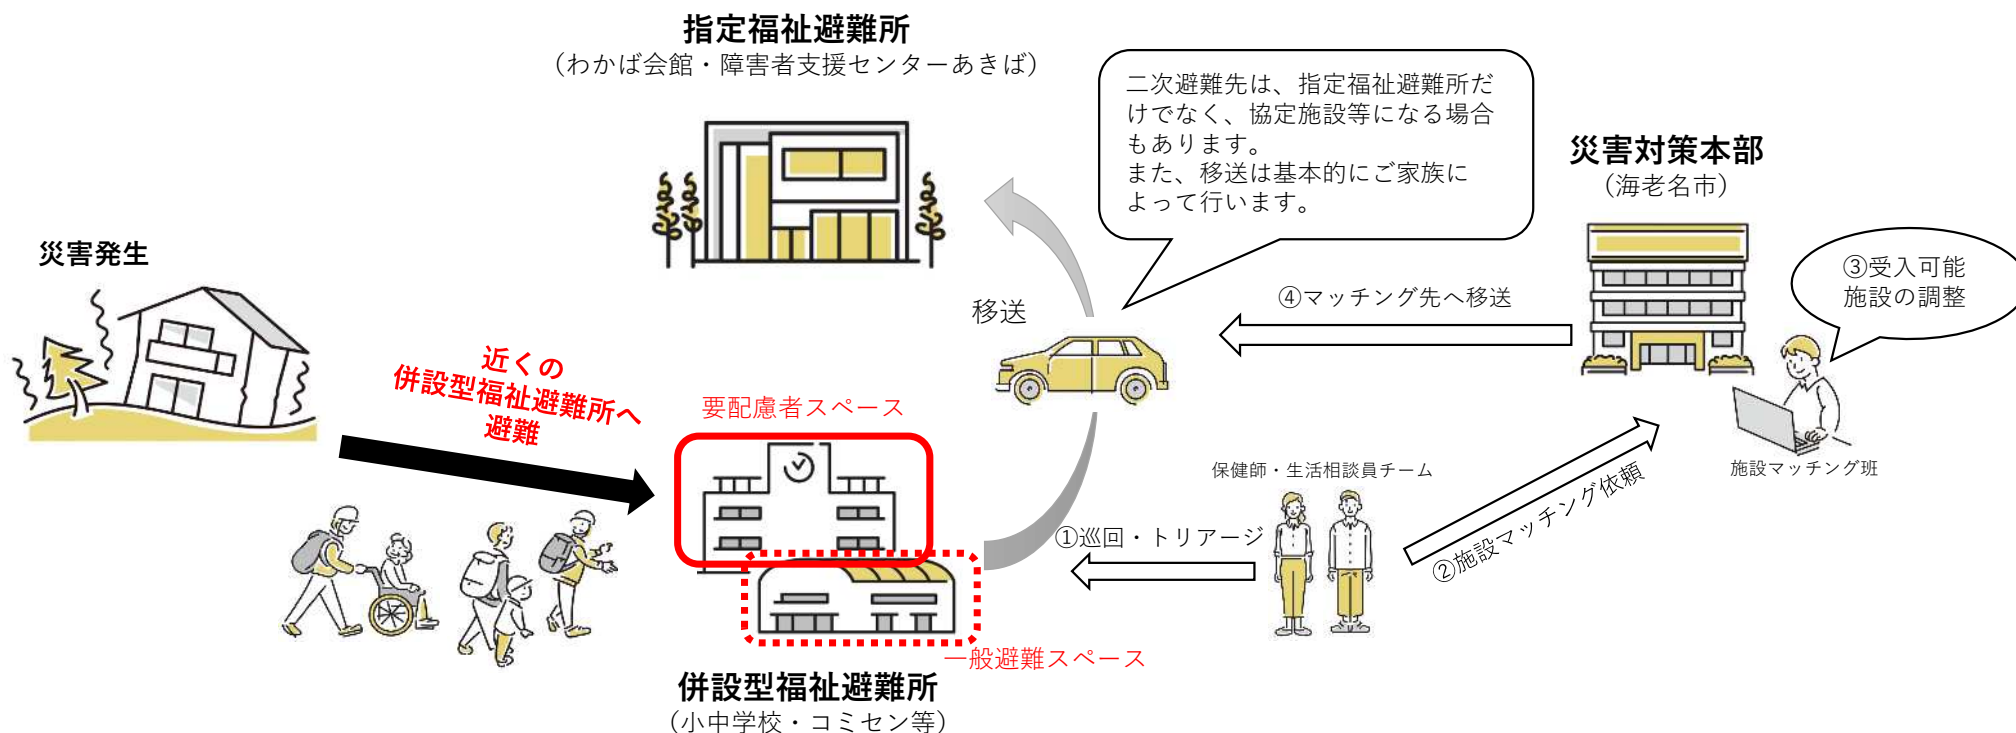 指定福祉避難所
（わかば会館・障害者支援センターあきば）
二次避難先は、指定福祉避難所だ
けでなく、協定施設等になる場合
もあります。
また、移送は基本的にご家族に
よって行います。
災害対策本部
（海老名市）
③受入可能
施設の調整
災害発生
④マッチング先へ移送
移送
近くの
併設型福祉避難所へ
避難
要配慮者スペース
保健師・生活相談員チーム
施設マッチング班
①巡回・トリアージ
②施設マッチング依頼
一般避難スペース
併設型福祉避難所
（小中学校・コミセン等）